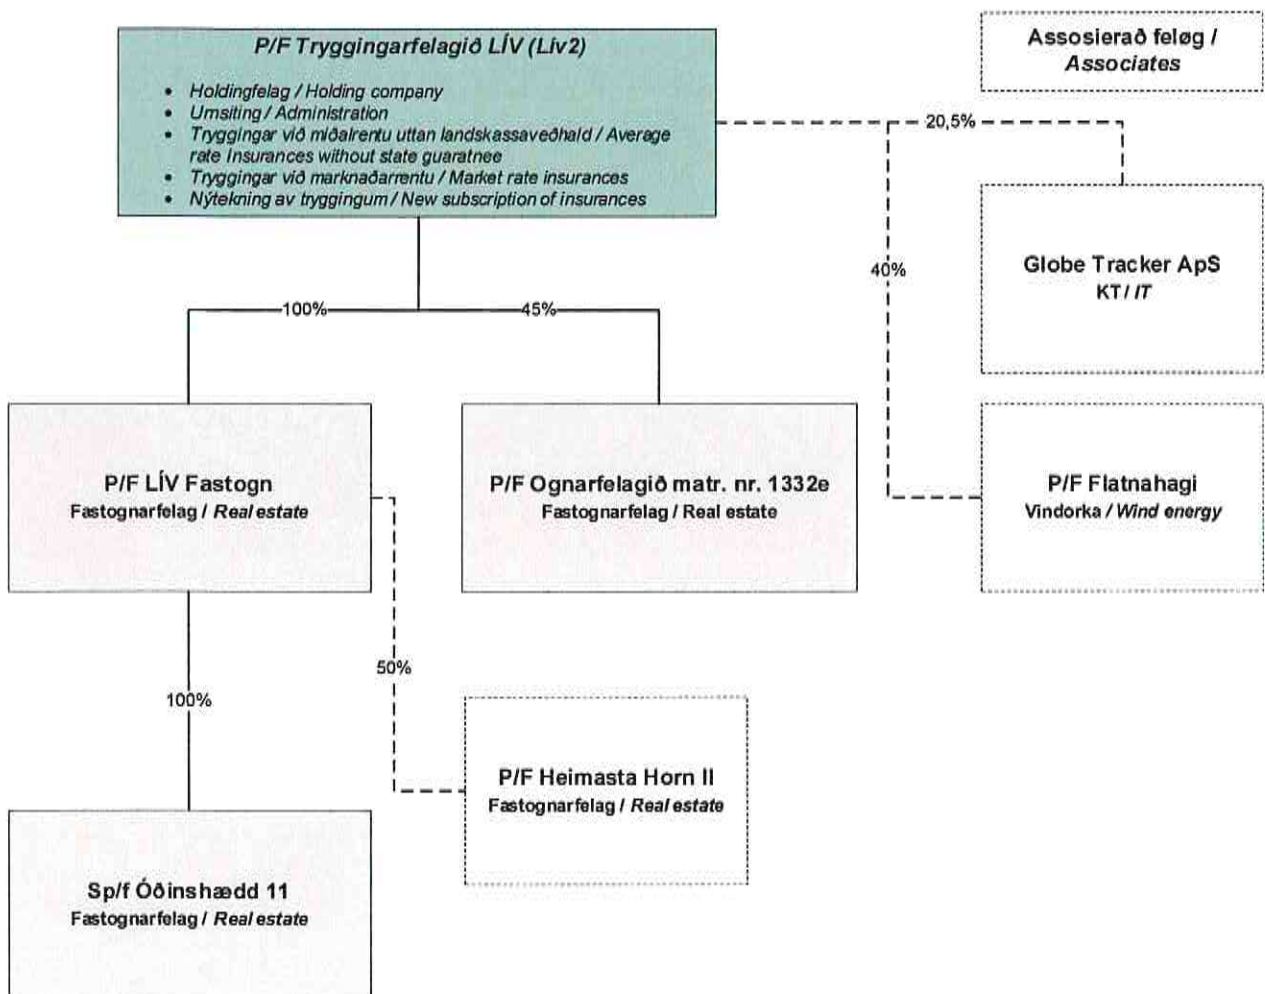 P/F Tryggingarfelagið LÍV (Lív2)
• Holdingfelag / Holding company
• Umsiting / Administration
• Tryggingar við miðalrentu uttan landskassaveðhald / Average
rate Insurances without state guaratnee
• Tryggingar við marknaðarrentu / Market rate insurances
• Nýtekning av tryggingum / New subscription of insurances
Assosierað feløg /
Associates
20,5%
40%
Globe Tracker ApS
KT / IT
100%
45%
P/F LÍV Fastogn
Fastognarfelag / Real estate
P/F Ognarfelagið matr. nr. 1332e
Fastognarfelag / Real estate
P/F Flatnahagi
Vindorka / Wind energy
50%
100%
P/F Heimasta Horn II
Fastognarfelag / Real estate
Sp/f Óðinshædd 11
Fastognarfelag / Real estate